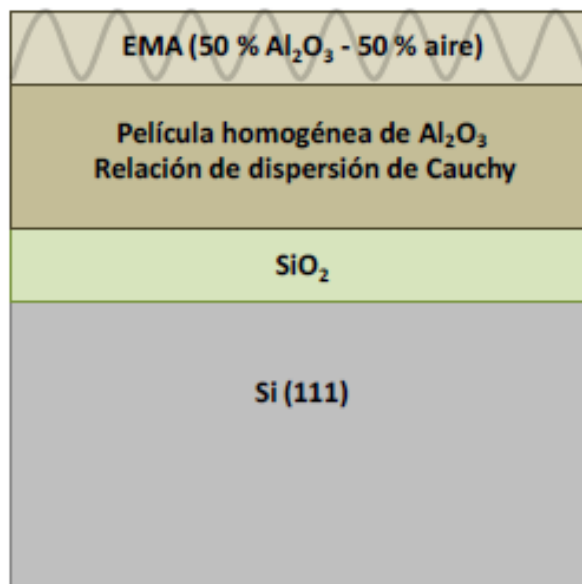 EMA (50 % Al₂O₃ - 50 % aire)
Película homogénea de Al₂O₃
Relación de dispersión de Cauchy
SiO₂
Si (111)